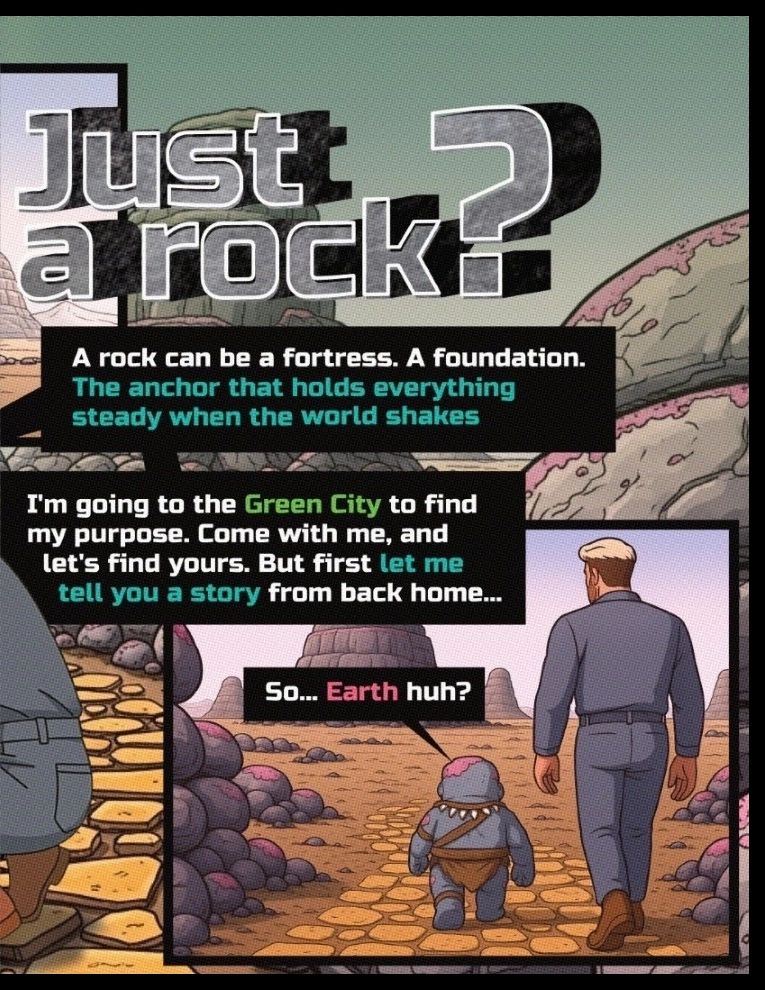 Just
a rock?
A rock can be a fortress. A foundation.
The anchor that holds everything
steady when the world shakes
I'm going to the Green City to find
my purpose. Come with me, and
let's find yours. But first let me
tell you a story from back home...
So... Earth huh?